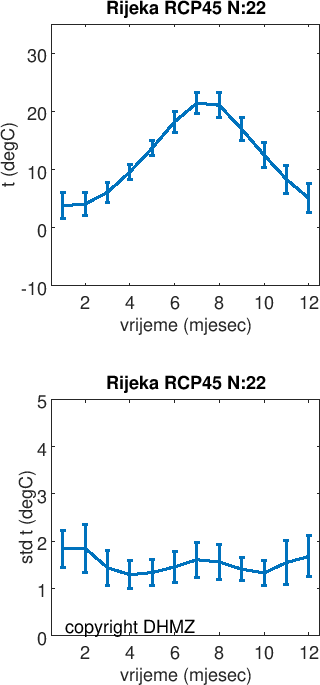 Rijeka RCP45 N:22
t (degC)
30
20
10
0
-10
2 4 6 8 10 12
vrijeme (mjesec)
Rijeka RCP45 N:22
std t (degC)
5
4
3
2
1
0
copyright DHMZ
2 4 6 8 10 12
vrijeme (mjesec)